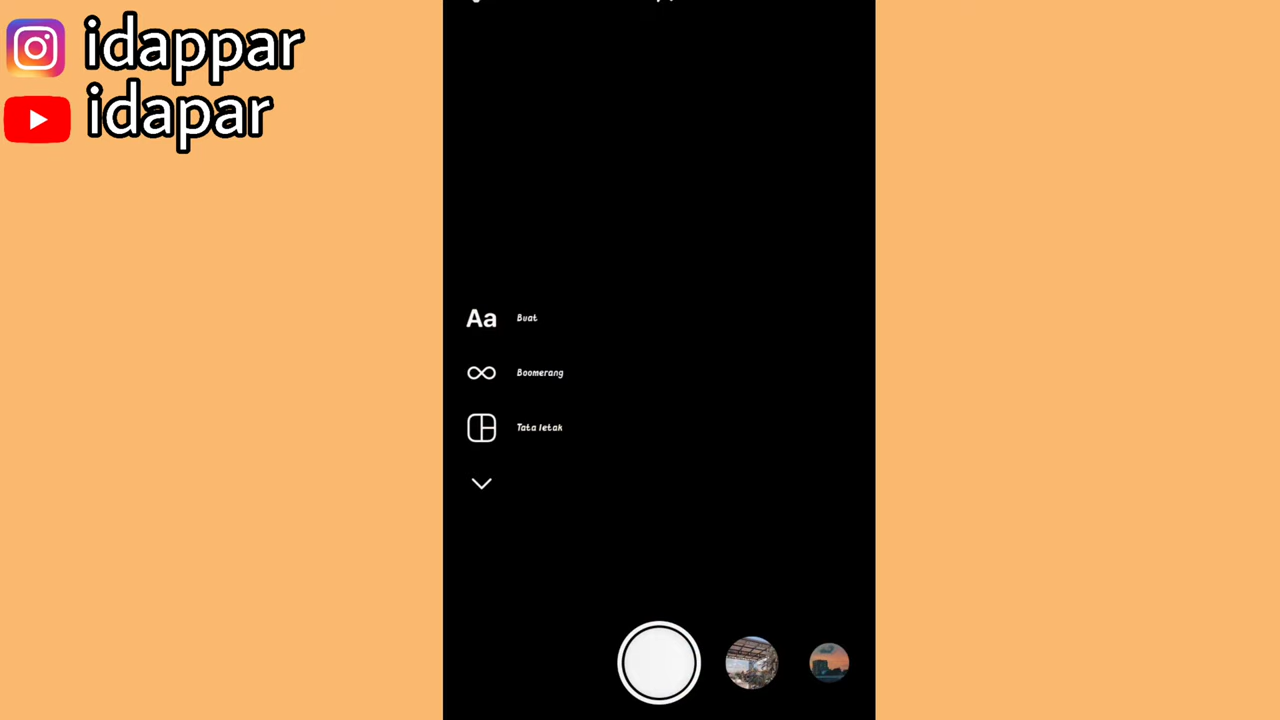 idappar
idapar
Aa Buat
Boomerang
Tata letak